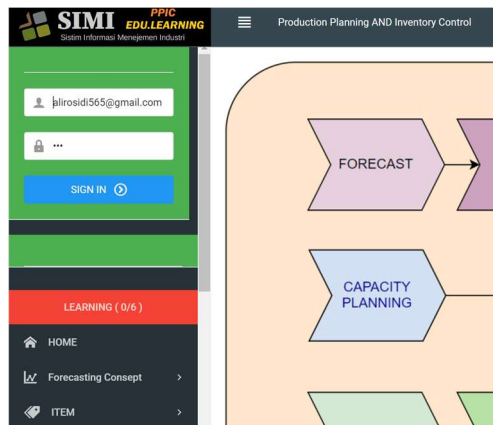 PPIC
SIMI EDU.LEARNING
Sistim Informasi Menejemen Industri
Production Planning AND Inventory Control
alirosidi565@gmail.com
•••
SIGN IN
LEARNING ( 0/6 )
HOME
Forecasting Consept
ITEM
FORECAST
CAPACITY
PLANNING